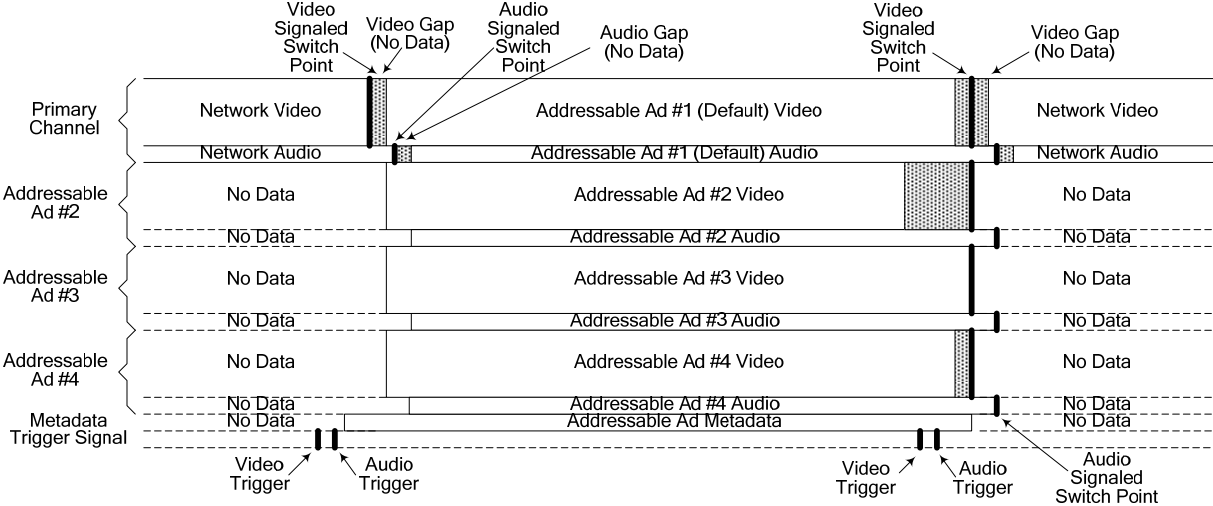 Video
Signaled
Switch
Point
Video Gap
(No Data)
Audio
Signaled
Switch
Point
Audio Gap
(No Data)
Video
Signaled
Switch
Point
Video Gap
(No Data)
Primary
Channel
Network Video
Addressable Ad #1 (Default) Video
Network Video
Network Audio
Addressable Ad #1 (Default) Audio
Network Audio
Addressable
Ad #2
No Data
Addressable Ad #2 Video
No Data
No Data
Addressable Ad #2 Audio
No Data
Addressable
Ad #3
No Data
Addressable Ad #3 Video
No Data
No Data
Addressable Ad #3 Audio
No Data
Addressable
Ad #4
No Data
Addressable Ad #4 Video
No Data
No Data
Addressable Ad #4 Audio
No Data
Metadata
Trigger Signal
No Data
Addressable Ad Metadata
No Data
Video
Trigger
Audio
Trigger
Video
Trigger
Audio
Trigger
Audio
Signaled
Switch Point